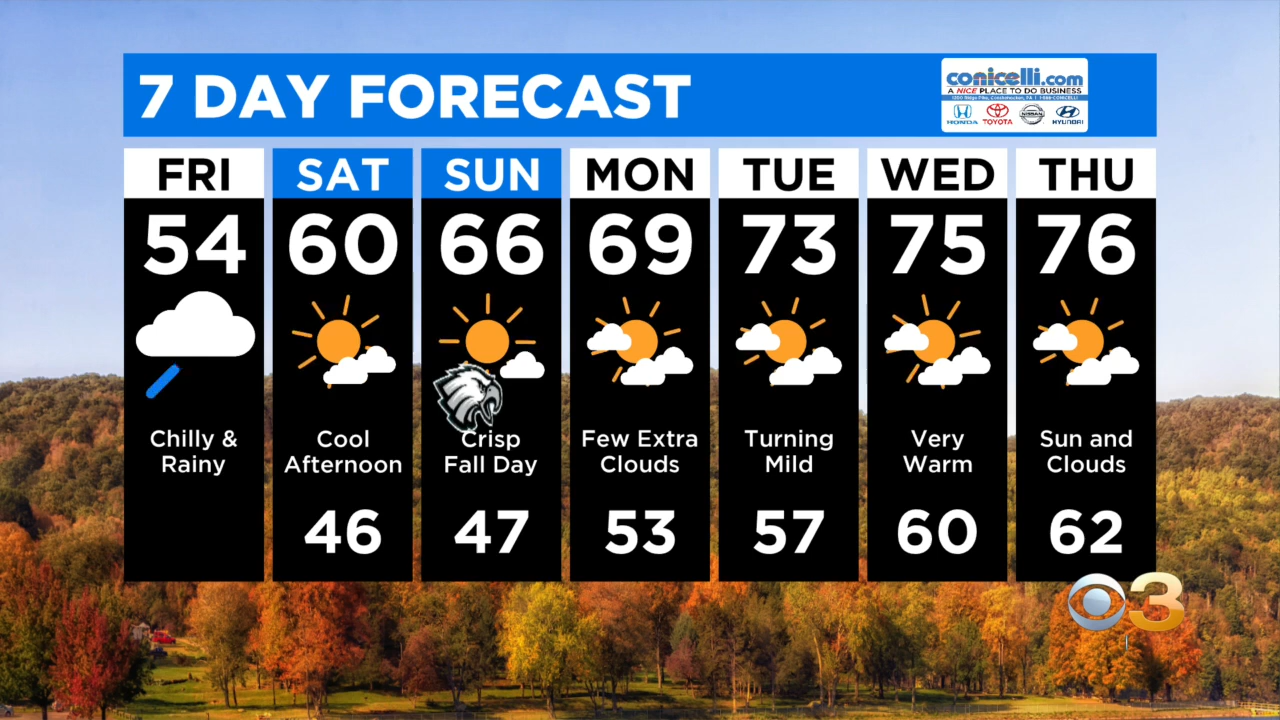 7 DAY FORECAST
conicelli.com
A NICE PLACE TO DO BUSINESS
HONDA TOYOTA NISSAN HYUNDAI
FRI SAT SUN MON TUE WED THU
54 60 66 69 73 75 76
Chilly & Rainy
Cool Afternoon
Crisp Fall Day
Few Extra Clouds
Turning Mild
Very Warm
Sun and Clouds
46 47 53 57 60 62
3